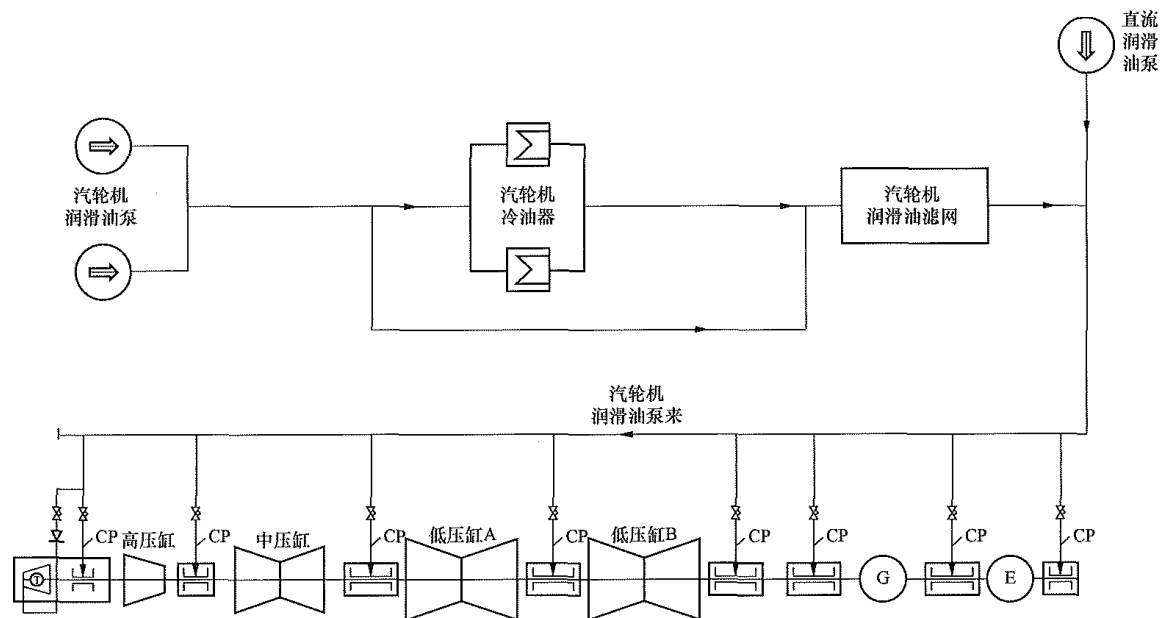 直流
润滑
油泵
汽轮机
润滑油泵
汽轮机
冷油器
汽轮机
润滑油滤网
汽轮机
润滑油泵来
CP
高压缸
CP
中压缸
CP
低压缸A
CP
低压缸B
CP
CP
CP
CP
T
G
E